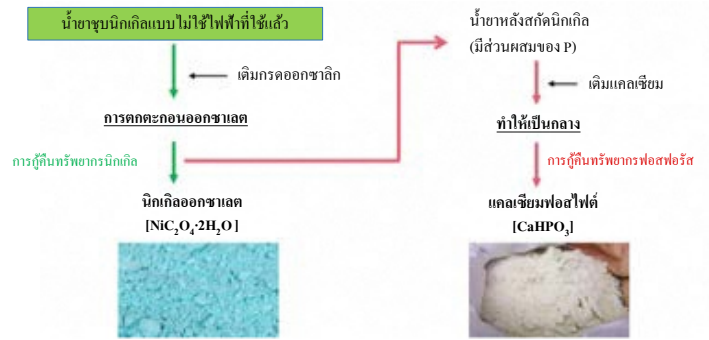 น้ำยาชุบนิกเกิลแบบไม่ใช้ไฟฟ้าที่ใช้แล้ว
เติมกรดออกซาลิก
การตกตะกอนออกซาเลต
การกู้คืนทรัพยากรนิกเกิล
นิกเกิลออกซาเลต
[NiC₂O₄·2H₂O]
น้ำยาหลังสกัดนิกเกิล
(มีส่วนผสมของ P)
เติมแคลเซียม
ทำให้เป็นกลาง
การกู้คืนทรัพยากรฟอสฟอรัส
แคลเซียมฟอสไฟต์
[CaHPO₃]